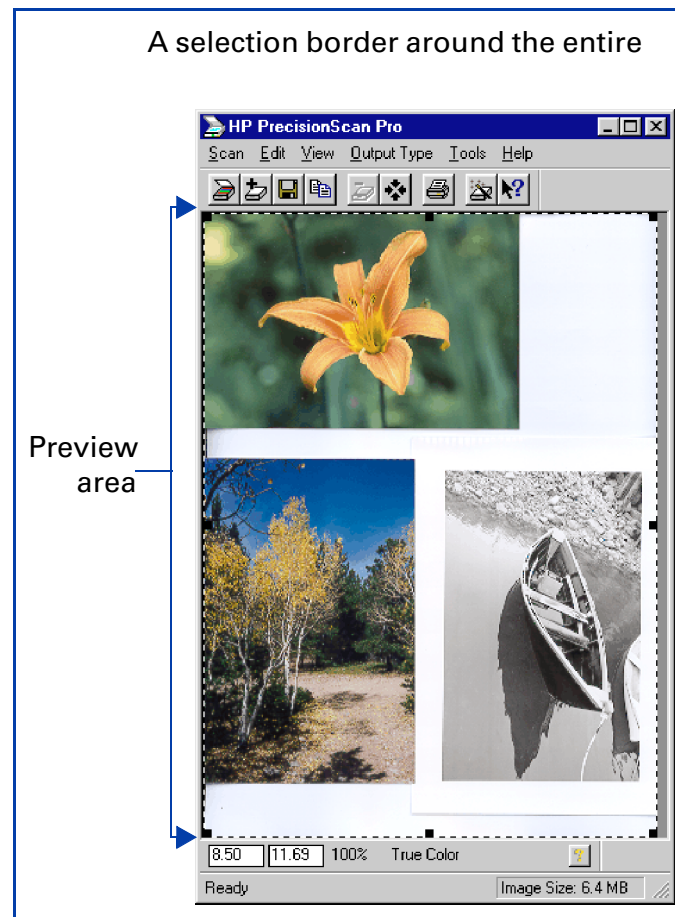 A selection border around the entire
HP PrecisionScan Pro
Scan Edit View Output Type Tools Help
Preview
area
8.50 11.69 100% True Color
Ready Image Size: 6.4 MB